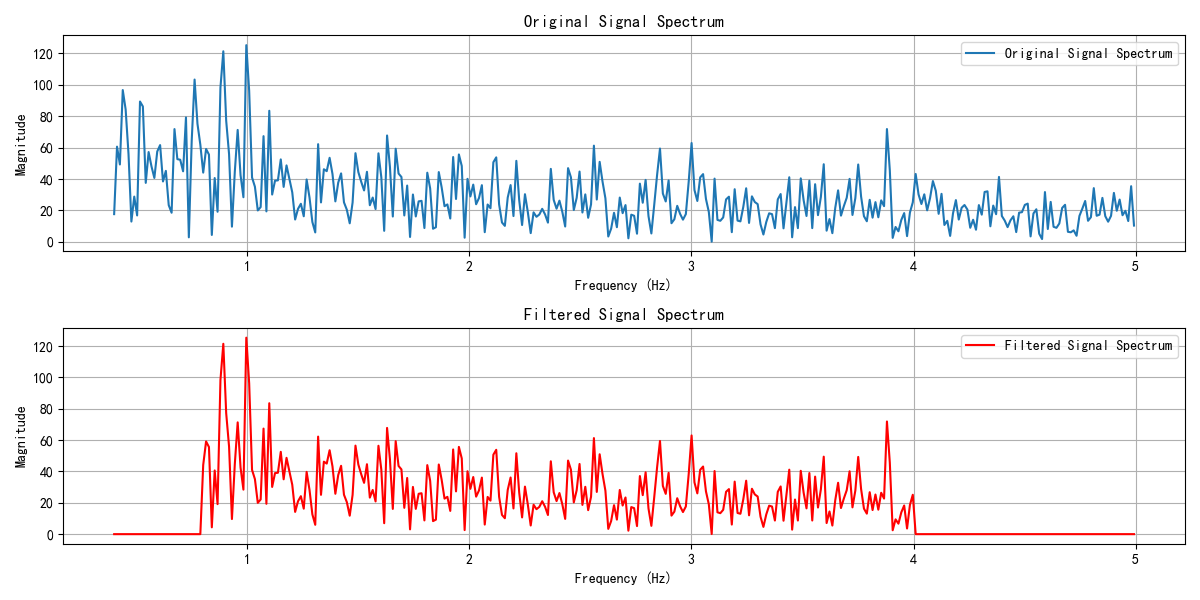 Original Signal Spectrum
120
100
80
60
40
20
0
Magnitude
Original Signal Spectrum
1 2 3 4 5
Frequency (Hz)
Filtered Signal Spectrum
120
100
80
60
40
20
0
Magnitude
Filtered Signal Spectrum
1 2 3 4 5
Frequency (Hz)